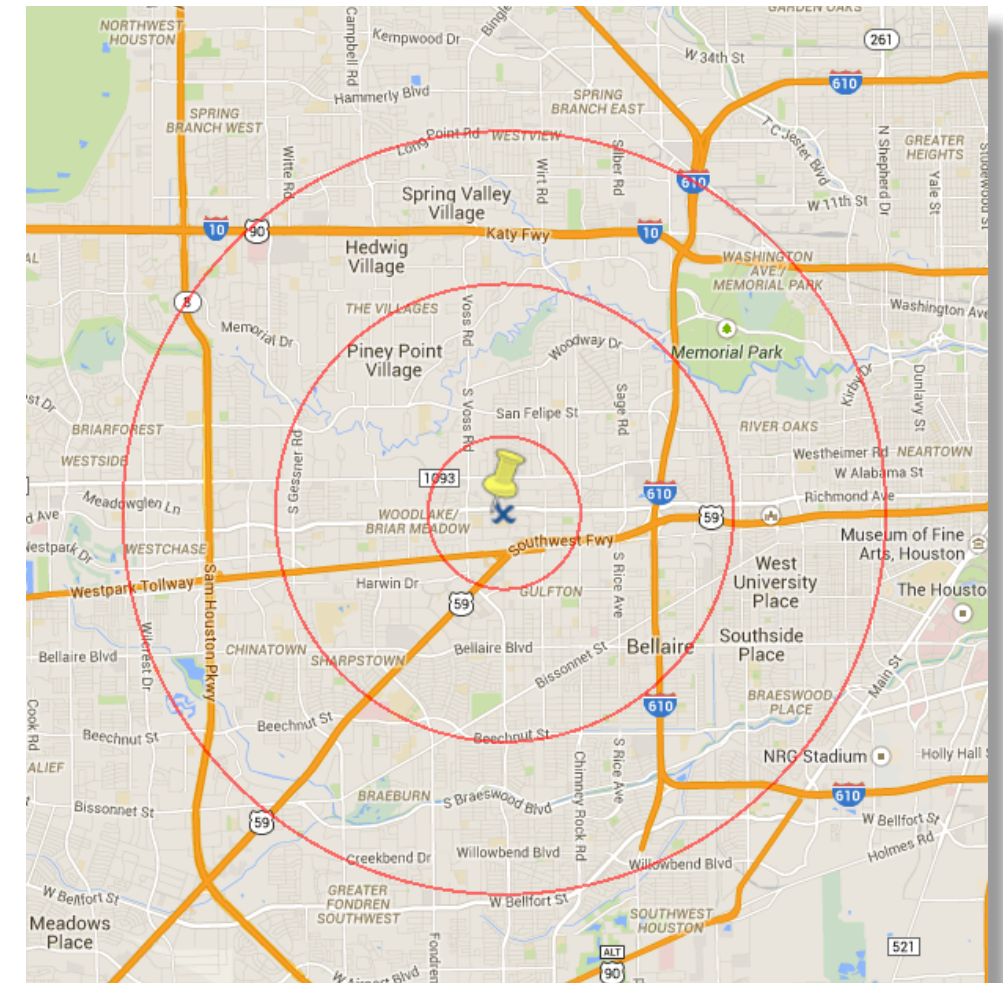 GARDEN OAKS
NORTHWEST
HOUSTON
Campbell Rd
Kempwood Dr
Bingle
261
W 34th St
610
Hammerly Blvd
SPRING
BRANCH EAST
SPRING
BRANCH WEST
T C Jester Blvd
N Shepherd Dr
GREATER
HEIGHTS
Studewood St
Long Point Rd
WESTVIEW
Witte Rd
Wirt Rd
Silber Rd
610
Yale St
Spring Valley
Village
W 11th St
10
90
Katy Fwy
10
Hedwig
Village
WASHINGTON
AVE./
MEMORIAL PARK
8
THE VILLAGES
Voss Rd
Washington Ave
Memorial Dr
Woodway Dr
Piney Point
Village
Memorial Park
Kirby Dr
Dunlavy St
S Voss Rd
San Felipe St
Sage Rd
est Dr
BRIARFOREST
S Gessner Rd
RIVER OAKS
WESTSIDE
Westheimer Rd
NEARTOWN
1093
W Alabama St
Meadowglen Ln
610
Richmond Ave
d Ave
WOODLAKE/
BRIAR MEADOW
59
Westpark Dr
WESTCHASE
Southwest Fwy
Museum of Fine
Arts, Houston
Westpark Tollway
Sam Houston Pkwy
Harwin Dr
GULFTON
S Rice Ave
West
University
Place
The Housto
59
Wilcrest Dr
Bellaire Blvd
CHINATOWN
SHARPSTOWN
Bellaire Blvd
Bissonnet St
Bellaire
Southside
Place
Main St
BRAESWOOD
PLACE
610
Cook Rd
Beechnut St
Beechnut St
Beechnut St
S Rice Ave
NRG Stadium
Holly Hall
ALIEF
Chimney Rock Rd
Bissonnet St
BRAEBURN
S Braeswood Blvd
610
59
W Bellfort St
Holmes Rd
Creekbend Dr
Willowbend Blvd
Willowbend Blvd
W Bellfort St
GREATER
FONDREN
SOUTHWEST
W Bellfort St
Meadows
Place
SOUTHWEST
HOUSTON
Fondren
521
ALT
90
W Airport Blvd